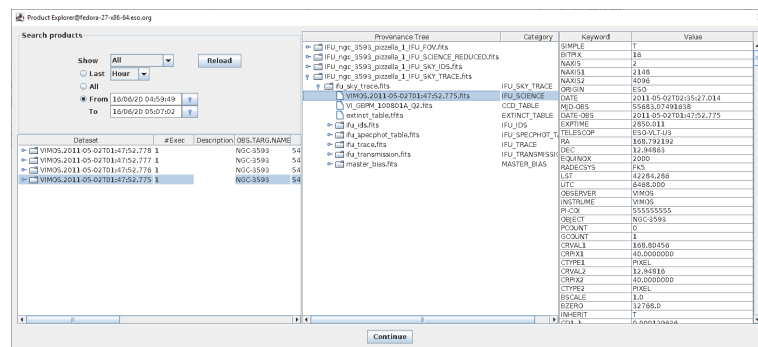 Product Explorer@fedora-27-x86-64.eso.org
Search products
Show All Reload
Last Hour
All
From 16/06/20 04:59:49
To 16/06/20 05:07:02
Dataset #Exec Description OBS.TARG.NAME
VIMOS.2011-05-02T01:47:52.778 1 NGC-3593 54
VIMOS.2011-05-02T01:47:52.777 1 NGC-3593 54
VIMOS.2011-05-02T01:47:52.776 1 NGC-3593 54
VIMOS.2011-05-02T01:47:52.775 1 NGC-3593 54
Provenance Tree Category
IFU_ngc_3593_pizzella_1_IFU_FOV.fits
IFU_ngc_3593_pizzella_1_IFU_SCIENCE_REDUCED.fits
IFU_ngc_3593_pizzella_1_IFU_SKY_IDS.fits
IFU_ngc_3593_pizzella_1_IFU_SKY_TRACE.fits
ifu_sky_trace.fits IFU_SKY_TRACE
VIMOS.2011-05-02T01:47:52.775.fits IFU_SCIENCE
VI_GBPM_100801A_Q2.fits CCD_TABLE
extinct_table.tfits EXTINCT_TABLE
ifu_ids.fits IFU_IDS
ifu_specphot_table.fits IFU_SPECPHOT_TA
ifu_trace.fits IFU_TRACE
ifu_transmission.fits IFU_TRANSMISSIO
master_bias.fits MASTER_BIAS
Keyword Value
SIMPLE T
BITPIX 16
NAXIS 2
NAXIS1 2148
NAXIS2 4096
ORIGIN ESO
DATE 2011-05-02T02:35:27.014
MJD-OBS 55683.07491638
DATE-OBS 2011-05-02T01:47:52.775
EXPTIME 2850.011
TELESCOP ESO-VLT-U3
RA 168.792192
DEC 12.94863
EQUINOX 2000
RADECSYS FK5
LST 42284.286
UTC 6468.000
OBSERVER VIMOS
INSTRUME VIMOS
PI-COI 555555555
OBJECT NGC-3593
PCOUNT 0
GCOUNT 1
CRVAL1 168.80456
CRPIX1 40.0000000
CTYPE1 PIXEL
CRVAL2 12.94816
CRPIX2 40.0000000
CTYPE2 PIXEL
BSCALE 1.0
BZERO 32768.0
INHERIT T
Continue